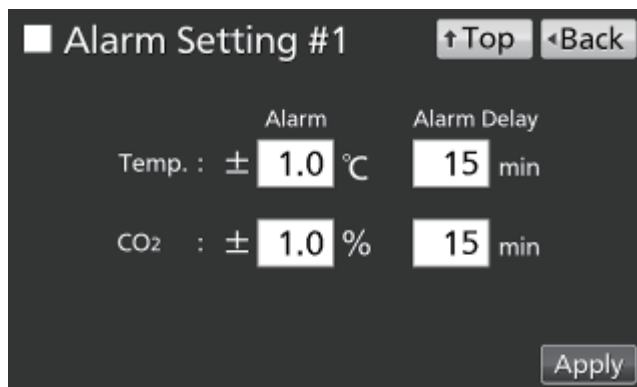 Alarm Setting #1 ↑Top ◂Back
Alarm Alarm Delay
Temp. : ± 1.0 ℃ 15 min
CO2 : ± 1.0 % 15 min
Apply